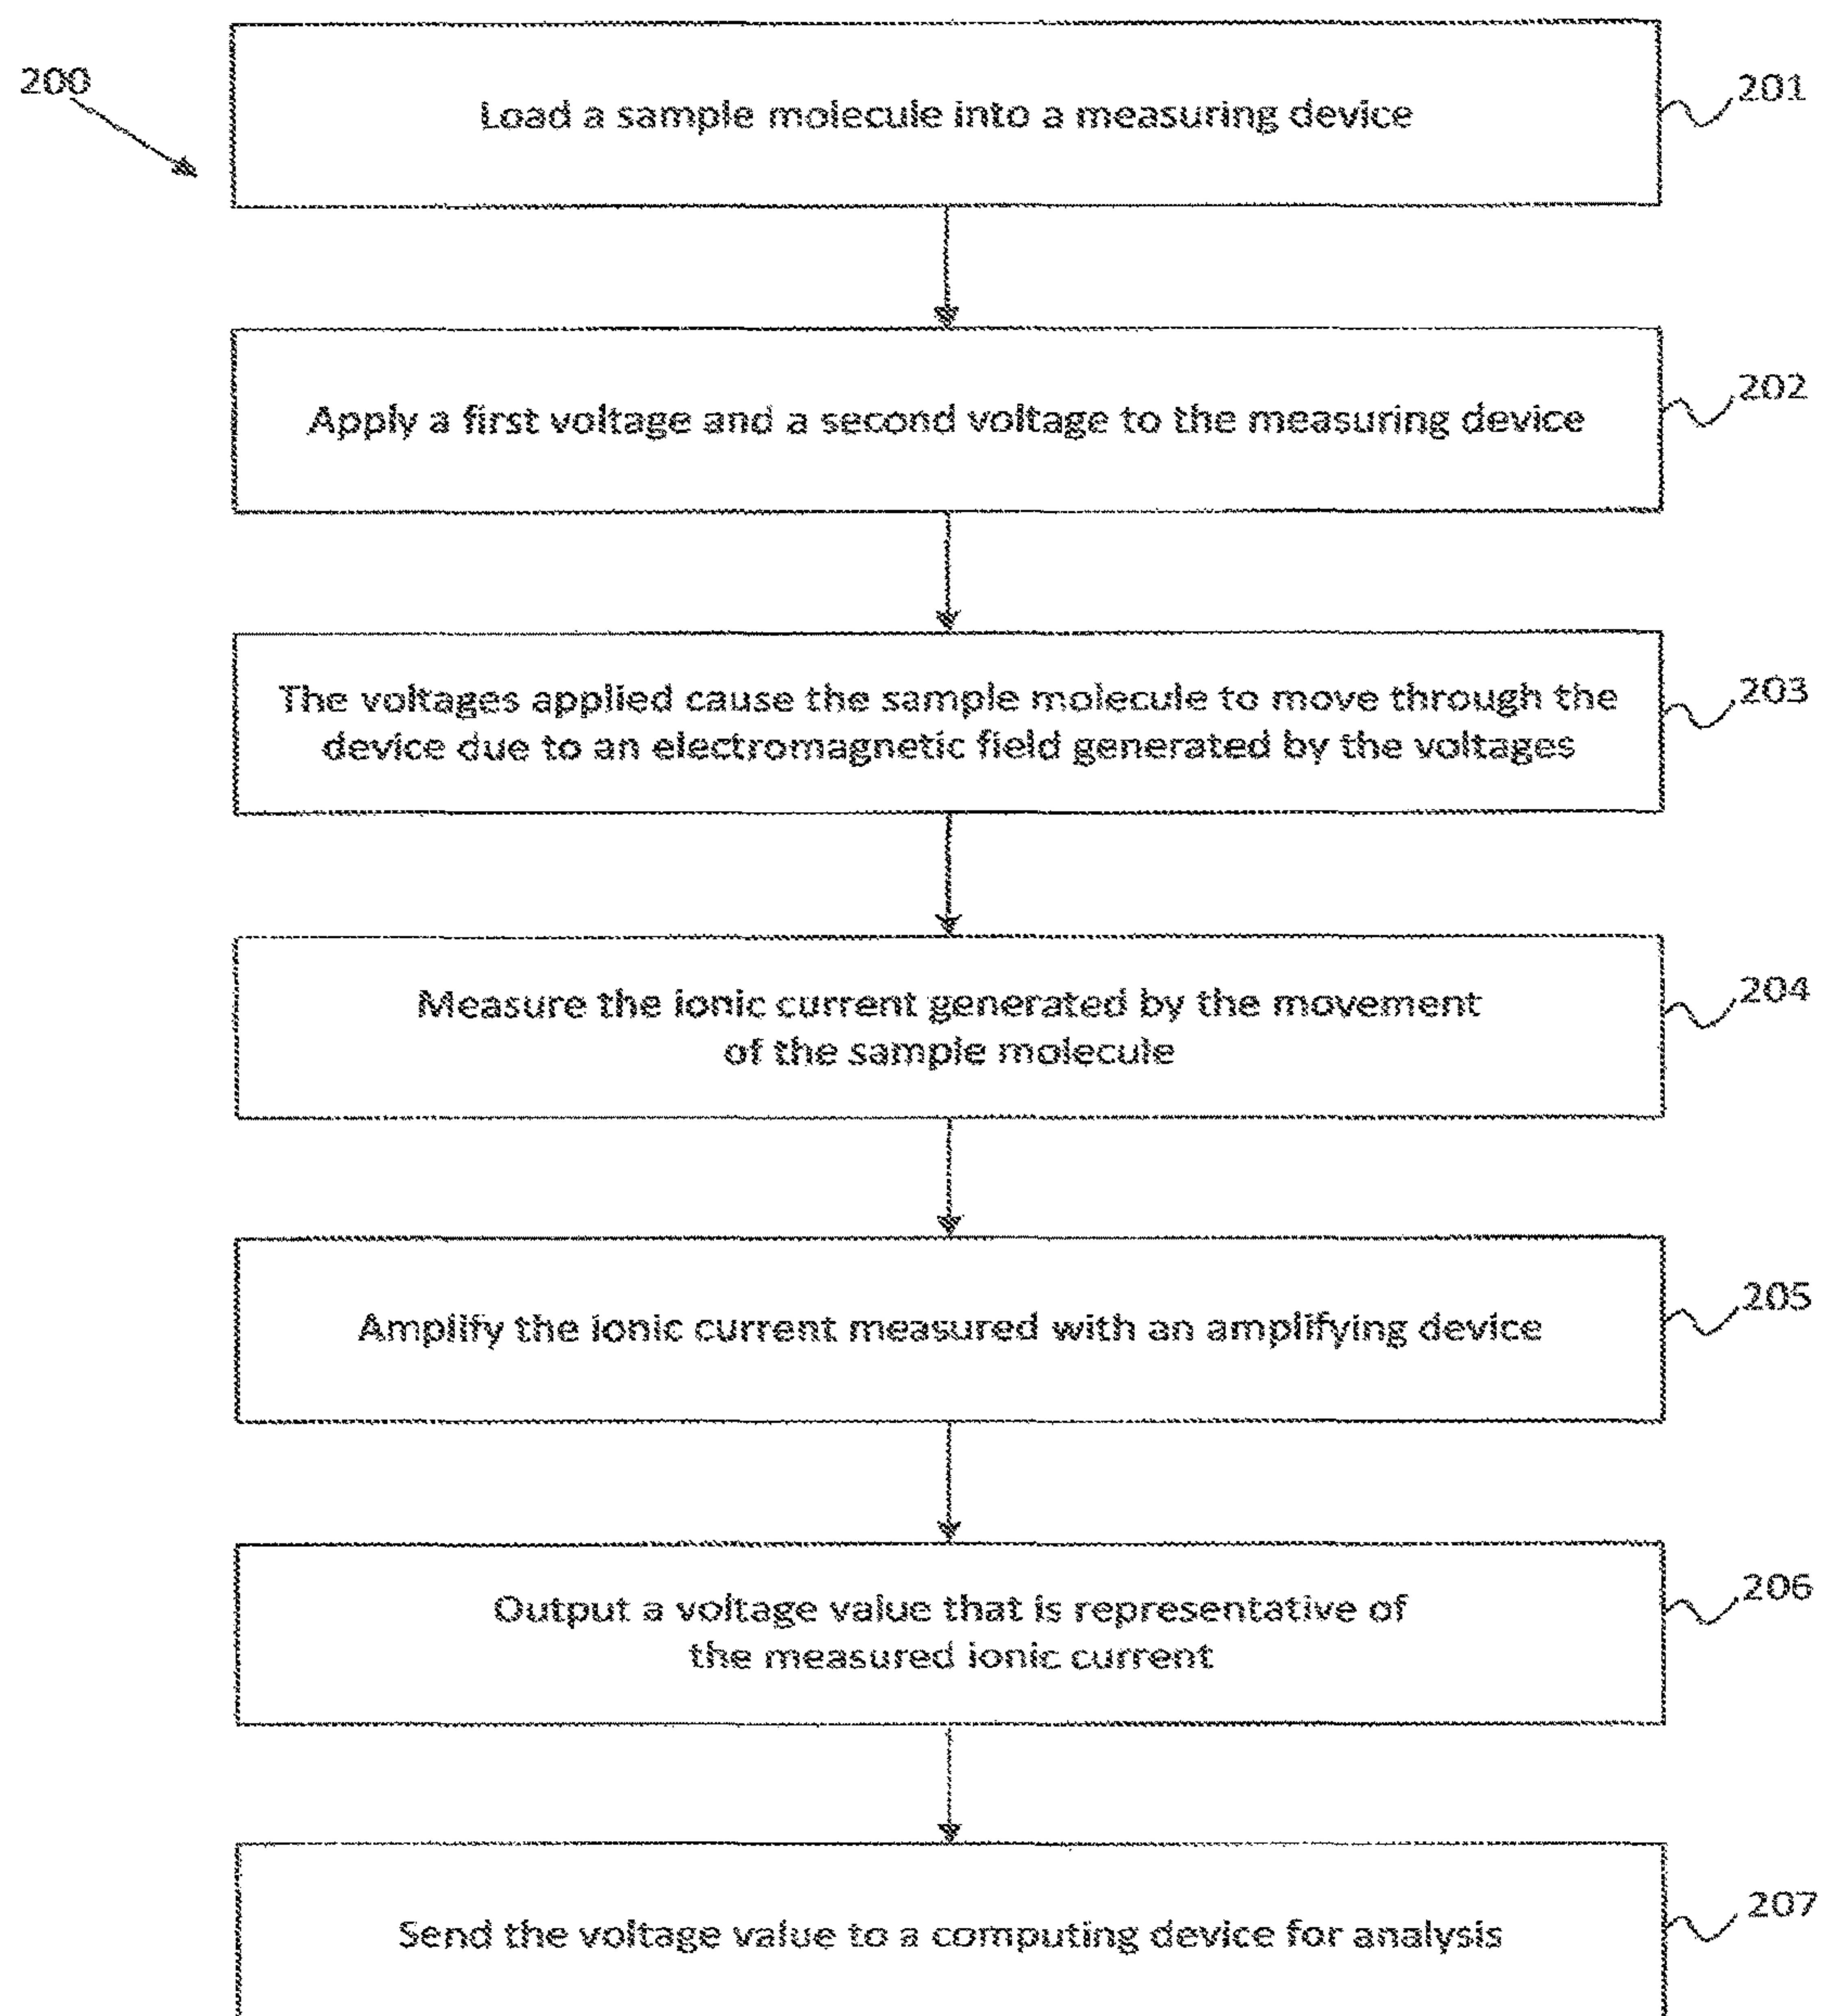 200
Load a sample molecule into a measuring device
201
Apply a first voltage and a second voltage to the measuring device
202
The voltages applied cause the sample molecule to move through the
device due to an electromagnetic field generated by the voltages
203
Measure the ionic current generated by the movement
of the sample molecule
204
Amplify the ionic current measured with an amplifying device
205
Output a voltage value that is representative of
the measured ionic current
206
Send the voltage value to a computing device for analysis
207